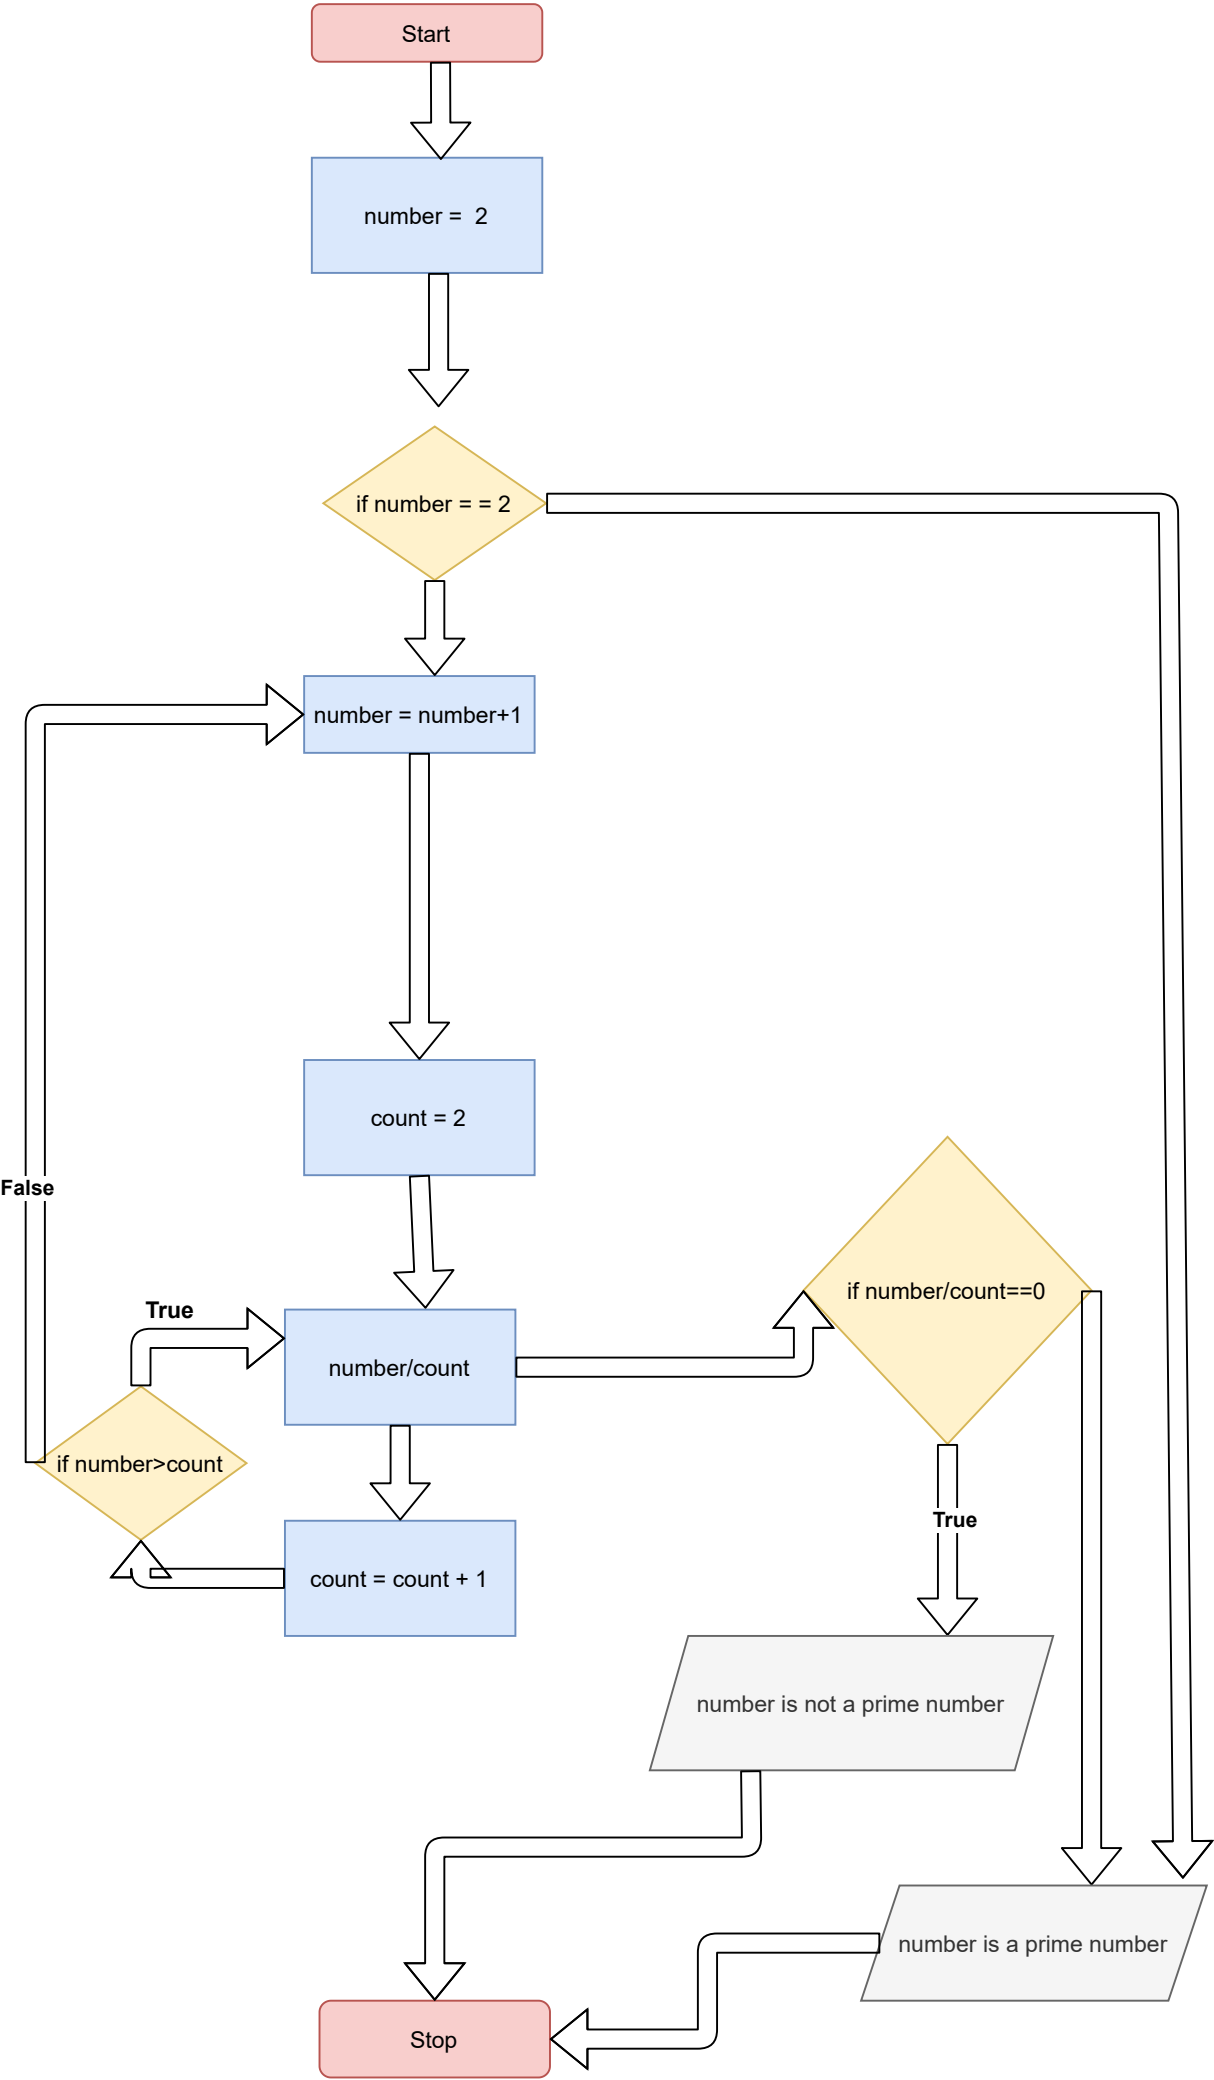 Start
number =  2
if number = = 2
number = number+1
count = 2
False
if number/count==0
True
number/count
if number>count
True
count = count + 1
number is not a prime number
number is a prime number
Stop